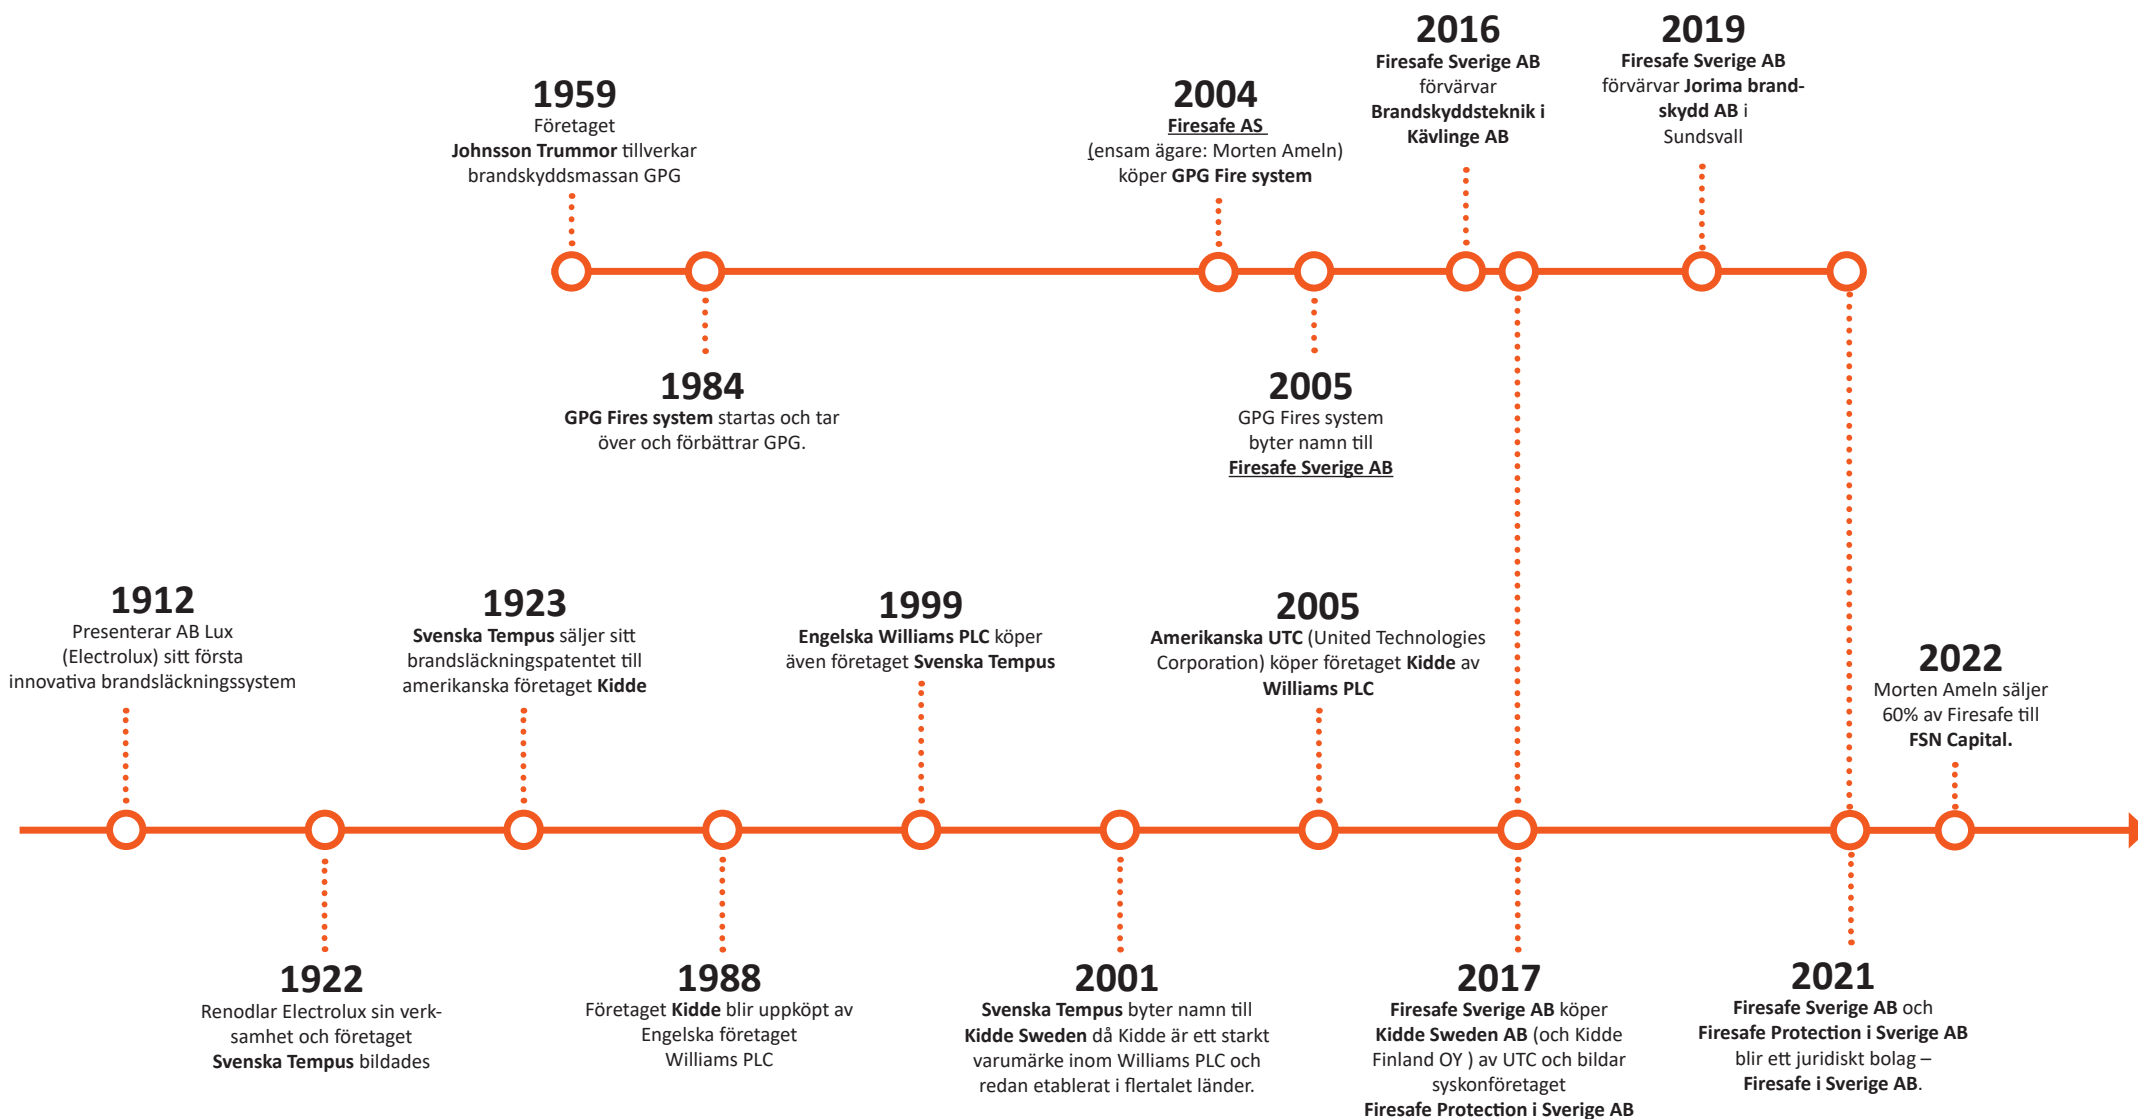 1959
Företaget
Johnsson Trummor tillverkar
brandskyddsmassan GPG
2004
Firesafe AS
(ensam ägare: Morten Ameln)
köper GPG Fire system
2016
Firesafe Sverige AB
förvärvar
Brandskyddsteknik i
Kävlinge AB
2019
Firesafe Sverige AB
förvärvar Jorima brand-
skydd AB i
Sundsvall
1984
GPG Fires system startas och tar
över och förbättrar GPG.
2005
GPG Fires system
byter namn till
Firesafe Sverige AB
1912
Presenterar AB Lux
(Electrolux) sitt första
innovativa brandsläckningssystem
1923
Svenska Tempus säljer sitt
brandsläckningspatentet till
amerikanska företaget Kidde
1999
Engelska Williams PLC köper
även företaget Svenska Tempus
2005
Amerikanska UTC (United Technologies
Corporation) köper företaget Kidde av
Williams PLC
2022
Morten Ameln säljer
60% av Firesafe till
FSN Capital.
1922
Renodlar Electrolux sin verk-
samhet och företaget
Svenska Tempus bildades
1988
Företaget Kidde blir uppköpt av
Engelska företaget
Williams PLC
2001
Svenska Tempus byter namn till
Kidde Sweden då Kidde är ett starkt
varumärke inom Williams PLC och
redan etablerat i flertalet länder.
2017
Firesafe Sverige AB köper
Kidde Sweden AB (och Kidde
Finland OY ) av UTC och bildar
syskonföretaget
Firesafe Protection i Sverige AB
2021
Firesafe Sverige AB och
Firesafe Protection i Sverige AB
blir ett juridiskt bolag –
Firesafe i Sverige AB.